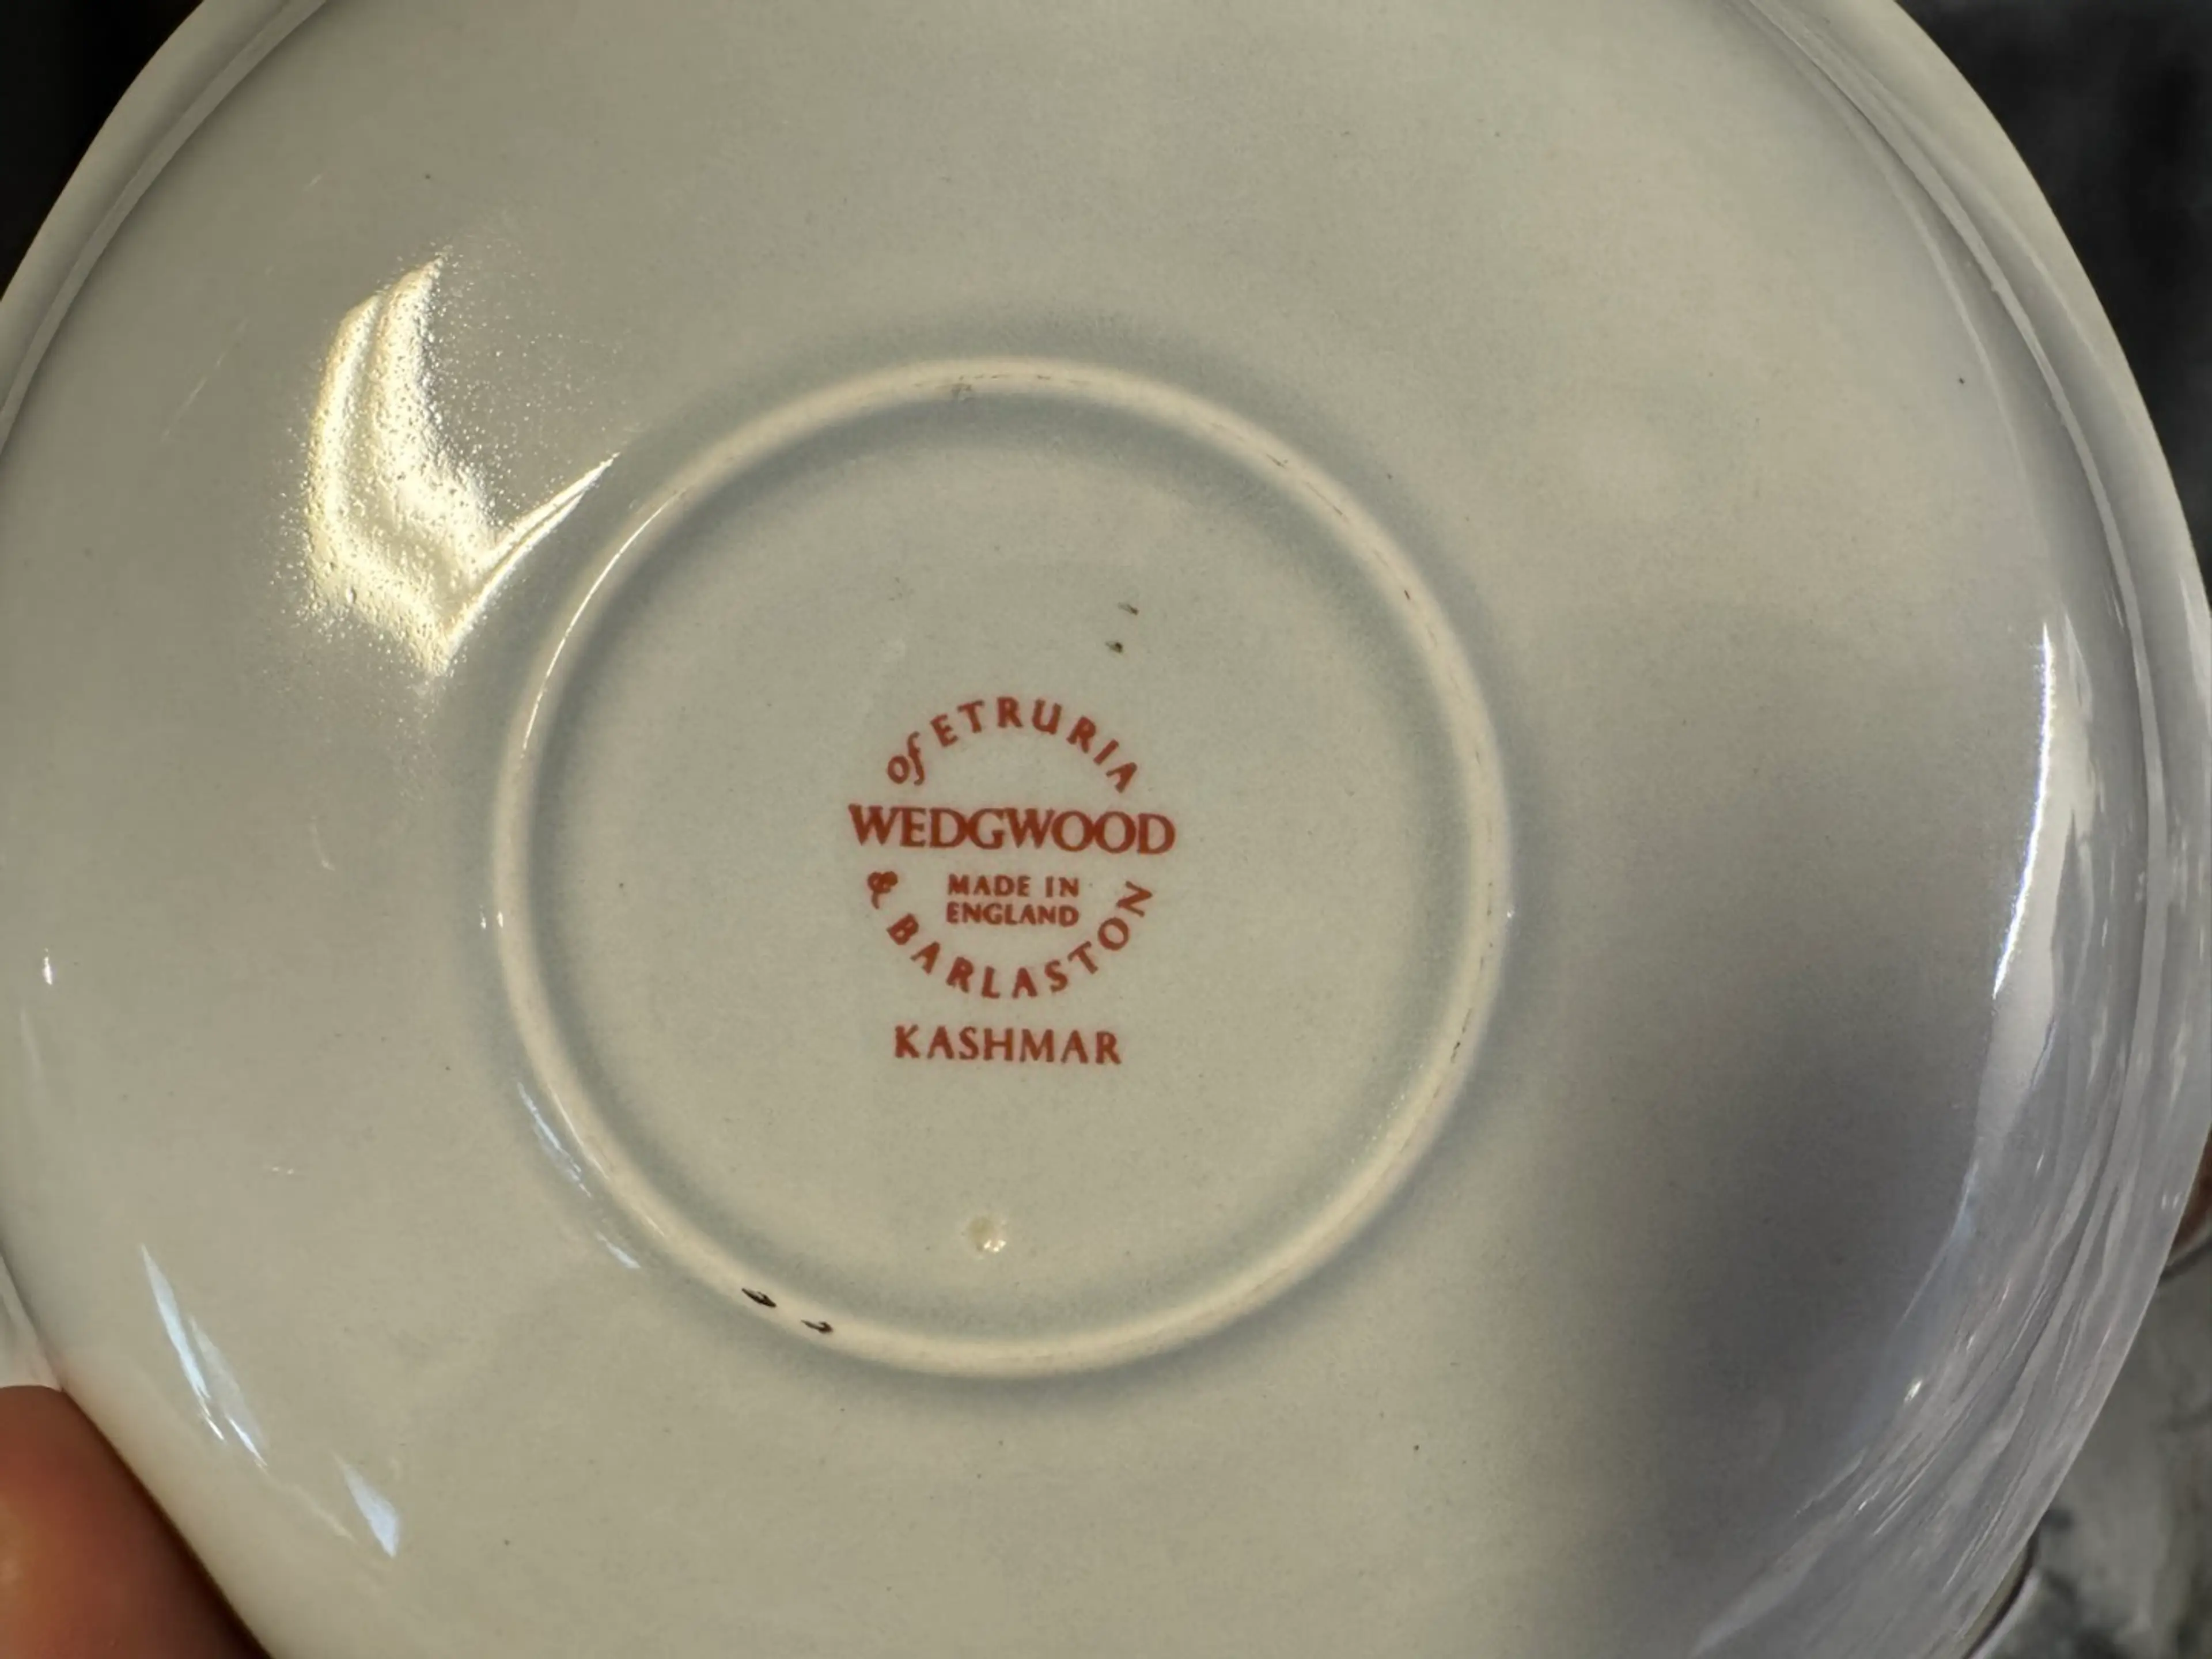 of ETRURIA
WEDGWOOD
MADE IN
ENGLAND
& BARLASTON
KASHMAR